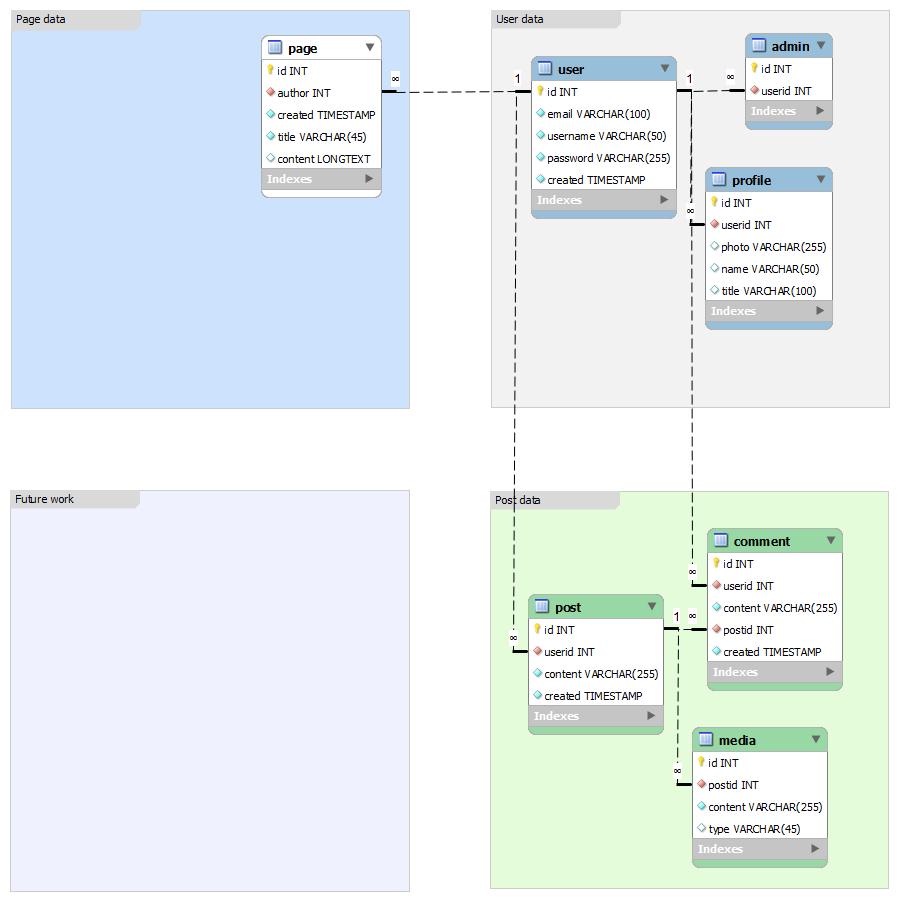 Page data
page
id INT
author INT
created TIMESTAMP
title VARCHAR(45)
content LONGTEXT
Indexes
∞
1
User data
user
id INT
email VARCHAR(100)
username VARCHAR(50)
password VARCHAR(255)
created TIMESTAMP
Indexes
1
∞
admin
id INT
userid INT
Indexes
∞
profile
id INT
userid INT
photo VARCHAR(255)
name VARCHAR(50)
title VARCHAR(100)
Indexes
Future work
Post data
∞
post
id INT
userid INT
content VARCHAR(255)
created TIMESTAMP
Indexes
∞
1
∞
comment
id INT
userid INT
content VARCHAR(255)
postid INT
created TIMESTAMP
Indexes
∞
media
id INT
postid INT
content VARCHAR(255)
type VARCHAR(45)
Indexes